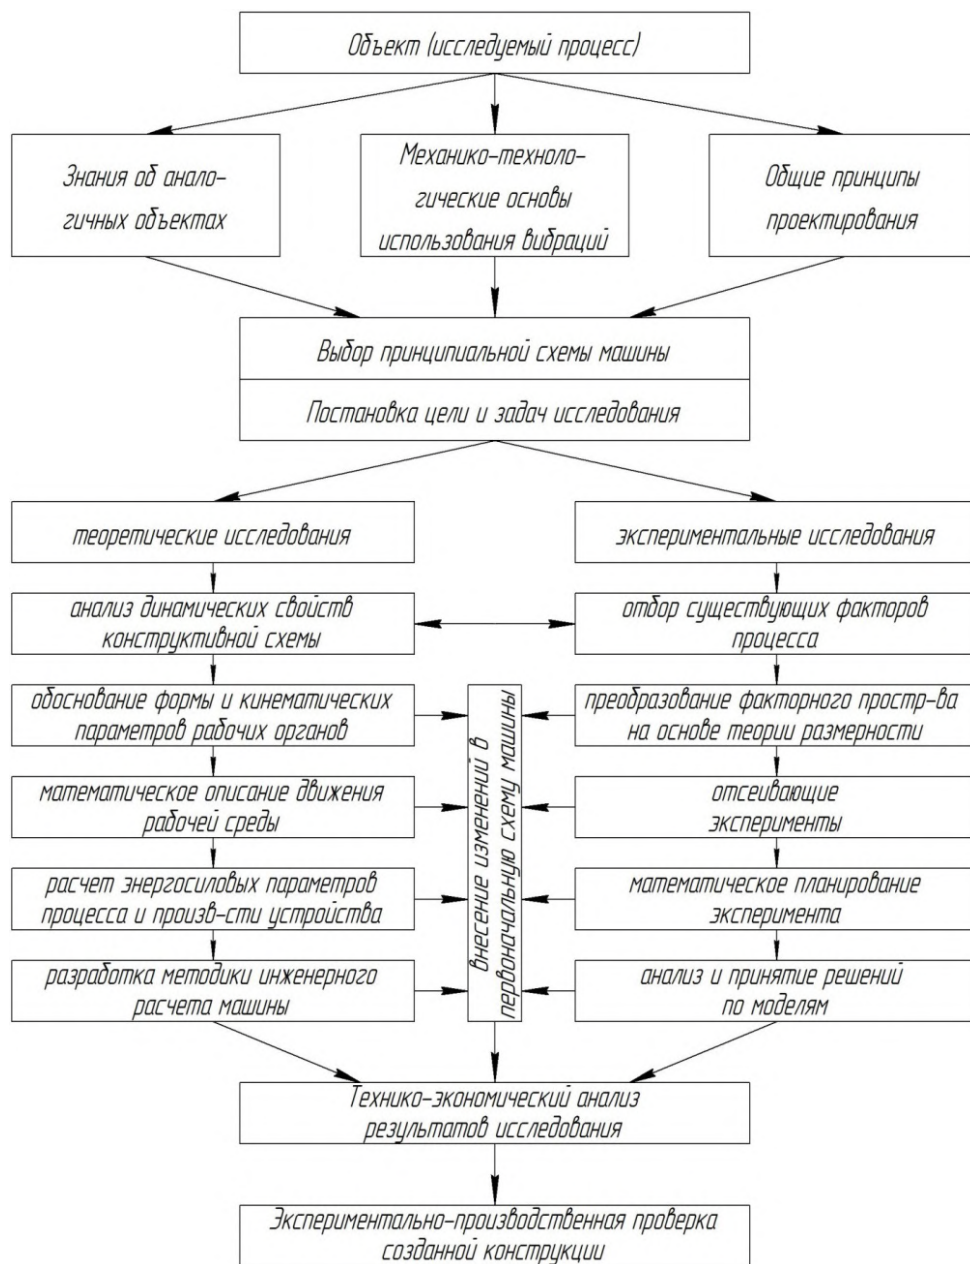 Объект (исследуемый процесс)
Знания об анало-
гичных объектах
Механико-техноло-
гические основы
использования вибраций
Общие принципы
проектирования
Выбор принципиальной схемы машины
Постановка цели и задач исследования
теоретические исследования
экспериментальные исследования
анализ динамических свойств
конструктивной схемы
отбор существующих факторов
процесса
обоснование формы и кинематических
параметров рабочих органов
преобразование факторного простр-ва
на основе теории размерности
математическое описание движения
рабочей среды
отсеивающие
эксперименты
расчет энергосиловых параметров
процесса и произв-сти устройства
математическое планирование
эксперимента
разработка методики инженерного
расчета машины
анализ и принятие решений
по моделям
внесение изменений в
первоначальную схему машины
Технико-экономический анализ
результатов исследования
Экспериментально-производственная проверка
созданной конструкции